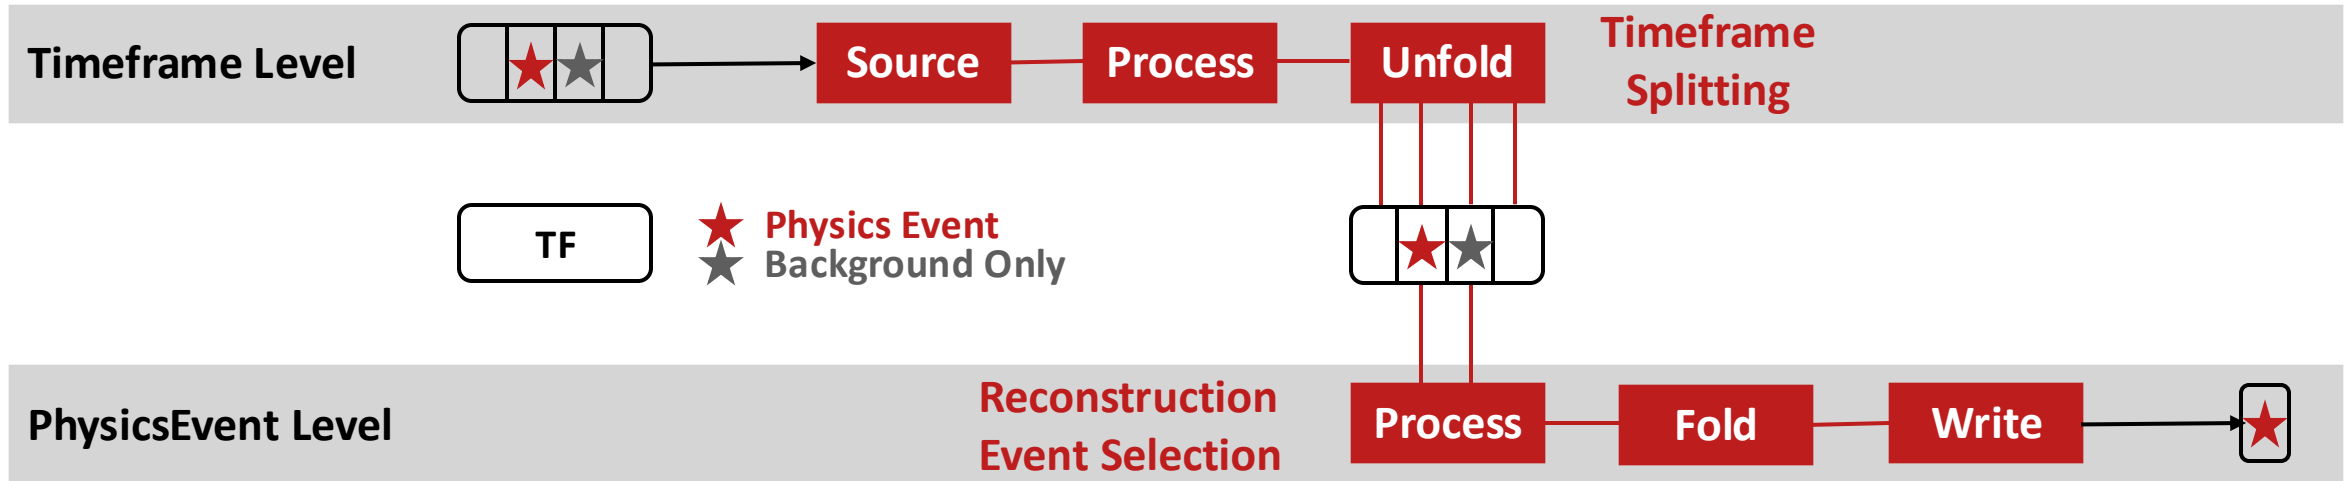 Timeframe Level
Source
Process
Unfold
Timeframe
Splitting
TF
Physics Event
Background Only
PhysicsEvent Level
Reconstruction
Event Selection
Process
Fold
Write